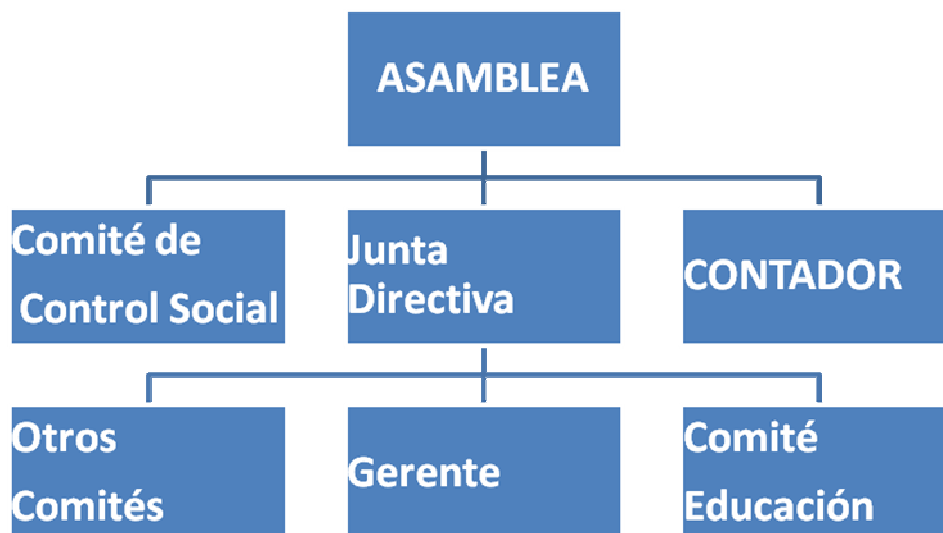 ASAMBLEA
Comité de
Control Social
Junta
Directiva
CONTADOR
Otros
Comités
Gerente
Comité
Educación